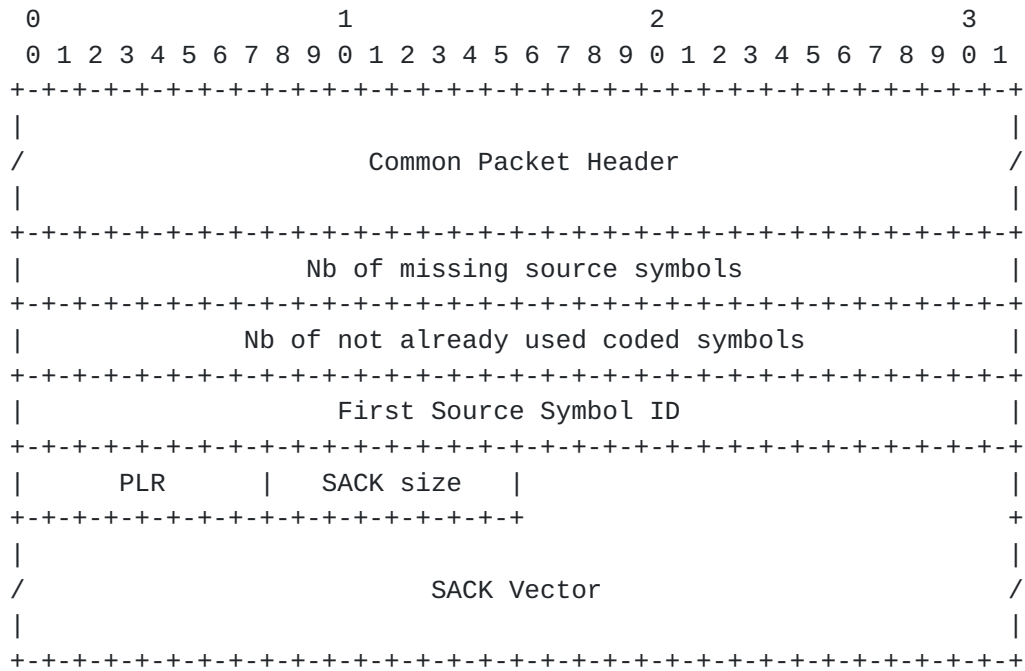 0                   1                   2                   3
 0 1 2 3 4 5 6 7 8 9 0 1 2 3 4 5 6 7 8 9 0 1 2 3 4 5 6 7 8 9 0 1
+-+-+-+-+-+-+-+-+-+-+-+-+-+-+-+-+-+-+-+-+-+-+-+-+-+-+-+-+-+-+-+-+
|                                                               |
/                      Common Packet Header                     /
|                                                               |
+-+-+-+-+-+-+-+-+-+-+-+-+-+-+-+-+-+-+-+-+-+-+-+-+-+-+-+-+-+-+-+-+
|                  Nb of missing source symbols                 |
+-+-+-+-+-+-+-+-+-+-+-+-+-+-+-+-+-+-+-+-+-+-+-+-+-+-+-+-+-+-+-+-+
|              Nb of not already used coded symbols             |
+-+-+-+-+-+-+-+-+-+-+-+-+-+-+-+-+-+-+-+-+-+-+-+-+-+-+-+-+-+-+-+-+
|                    First Source Symbol ID                     |
+-+-+-+-+-+-+-+-+-+-+-+-+-+-+-+-+-+-+-+-+-+-+-+-+-+-+-+-+-+-+-+-+
|      PLR      |   SACK size   |                               |
+-+-+-+-+-+-+-+-+-+-+-+-+-+-+-+-+                               +
|                                                               |
/                          SACK Vector                          /
|                                                               |
+-+-+-+-+-+-+-+-+-+-+-+-+-+-+-+-+-+-+-+-+-+-+-+-+-+-+-+-+-+-+-+-+